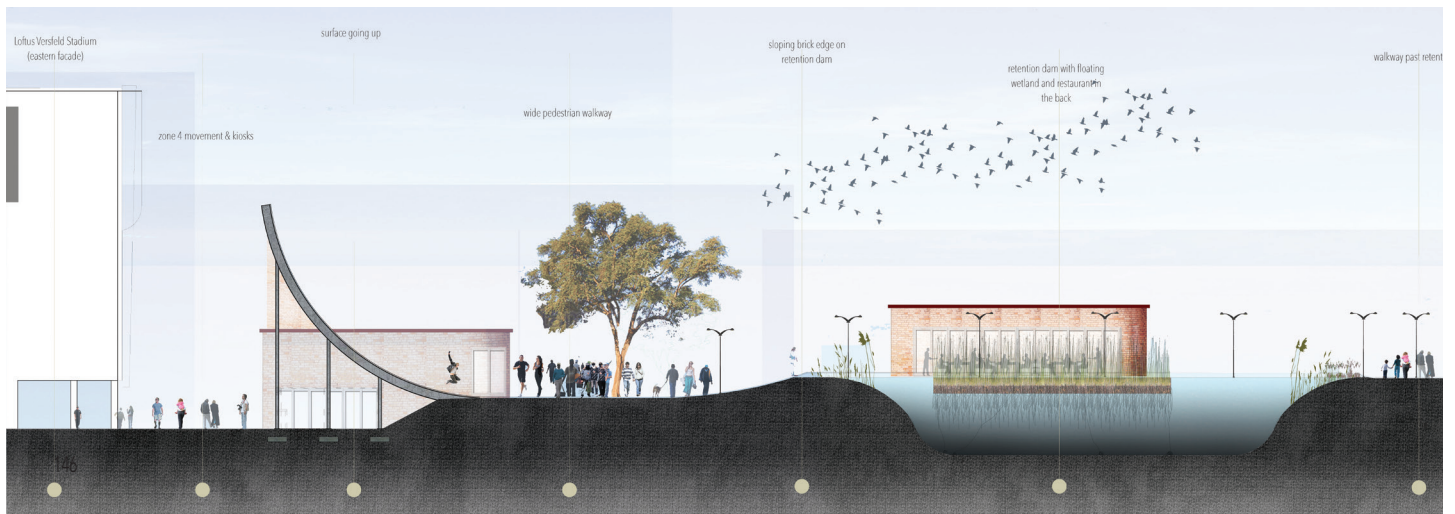 Loftus Versfeld Stadium
(eastern facade)
zone 4 movement & kiosks
surface going up
wide pedestrian walkway
sloping brick edge on
retention dam
retention dam with floating
wetland and restaurant in
the back
walkway past retent
146